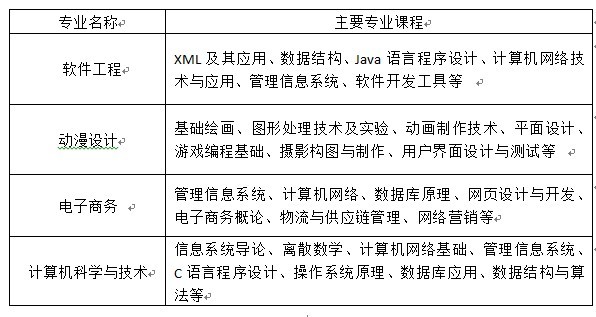 专业名称 主要专业课程
软件工程
XML 及其应用、数据结构、Java 语言程序设计、计算机网络技
术与应用、管理信息系统、软件开发工具等
动漫设计
基础绘画、图形处理技术及实验、动画制作技术、平面设计、
游戏编程基础、摄影构图与制作、用户界面设计与测试等
电子商务
管理信息系统、计算机网络、数据库原理、网页设计与开发、
电子商务概论、物流与供应链管理、网络营销等
计算机科学与技术
信息系统导论、离散数学、计算机网络基础、管理信息系统、
C 语言程序设计、操作系统原理、数据库应用、数据结构与算
法等